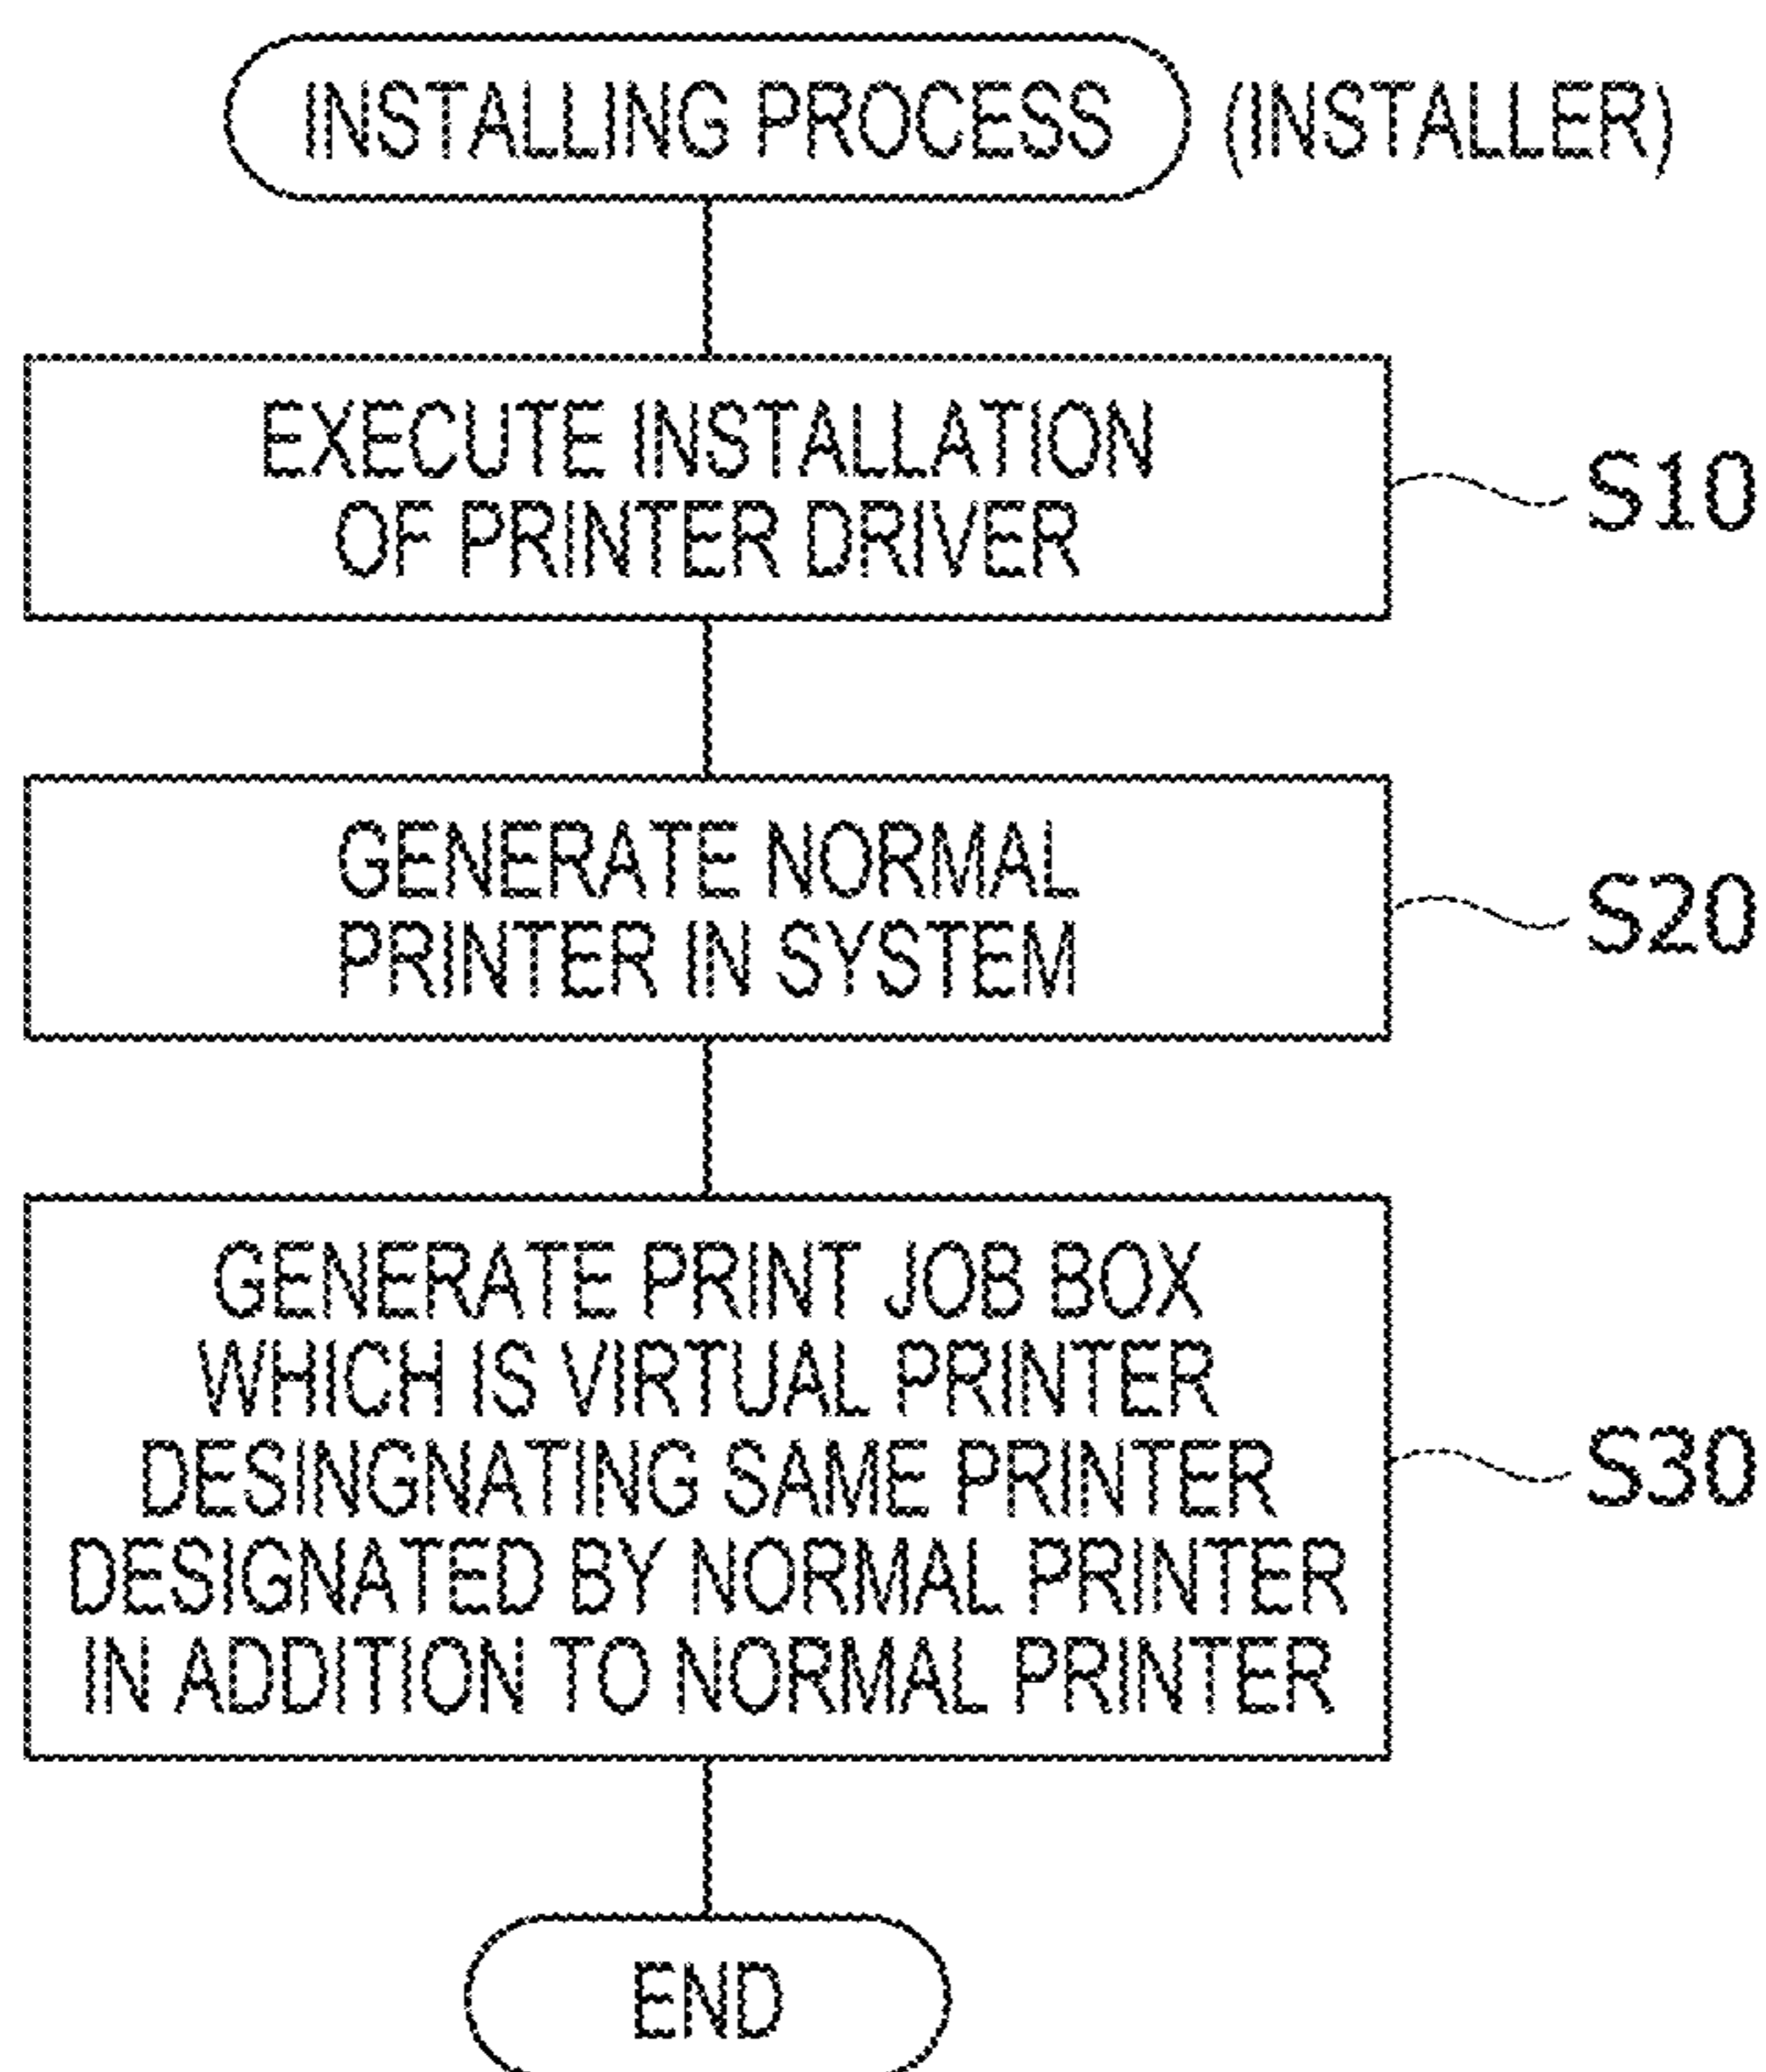 INSTALLING PROCESS (INSTALLER)
EXECUTE INSTALLATION
OF PRINTER DRIVER
S10
GENERATE NORMAL
PRINTER IN SYSTEM
S20
GENERATE PRINT JOB BOX
WHICH IS VIRTUAL PRINTER
DESINGNATING SAME PRINTER
DESIGNATED BY NORMAL PRINTER
IN ADDITION TO NORMAL PRINTER
S30
END